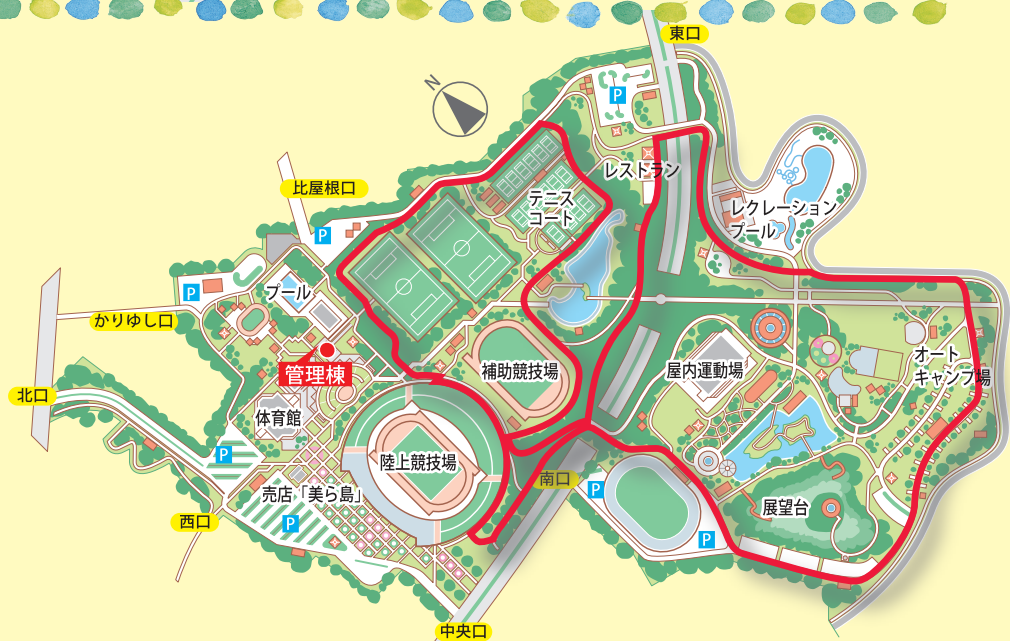 東口
N
P
レストラン
比屋根口
テニス
コート
レクレーション
プール
P
P
プール
かりゆし口
管理棟
補助競技場
屋内運動場
オート
キャンプ場
北口
体育館
P
陸上競技場
南口
P
売店「美ら島」
展望台
西口
P
P
中央口